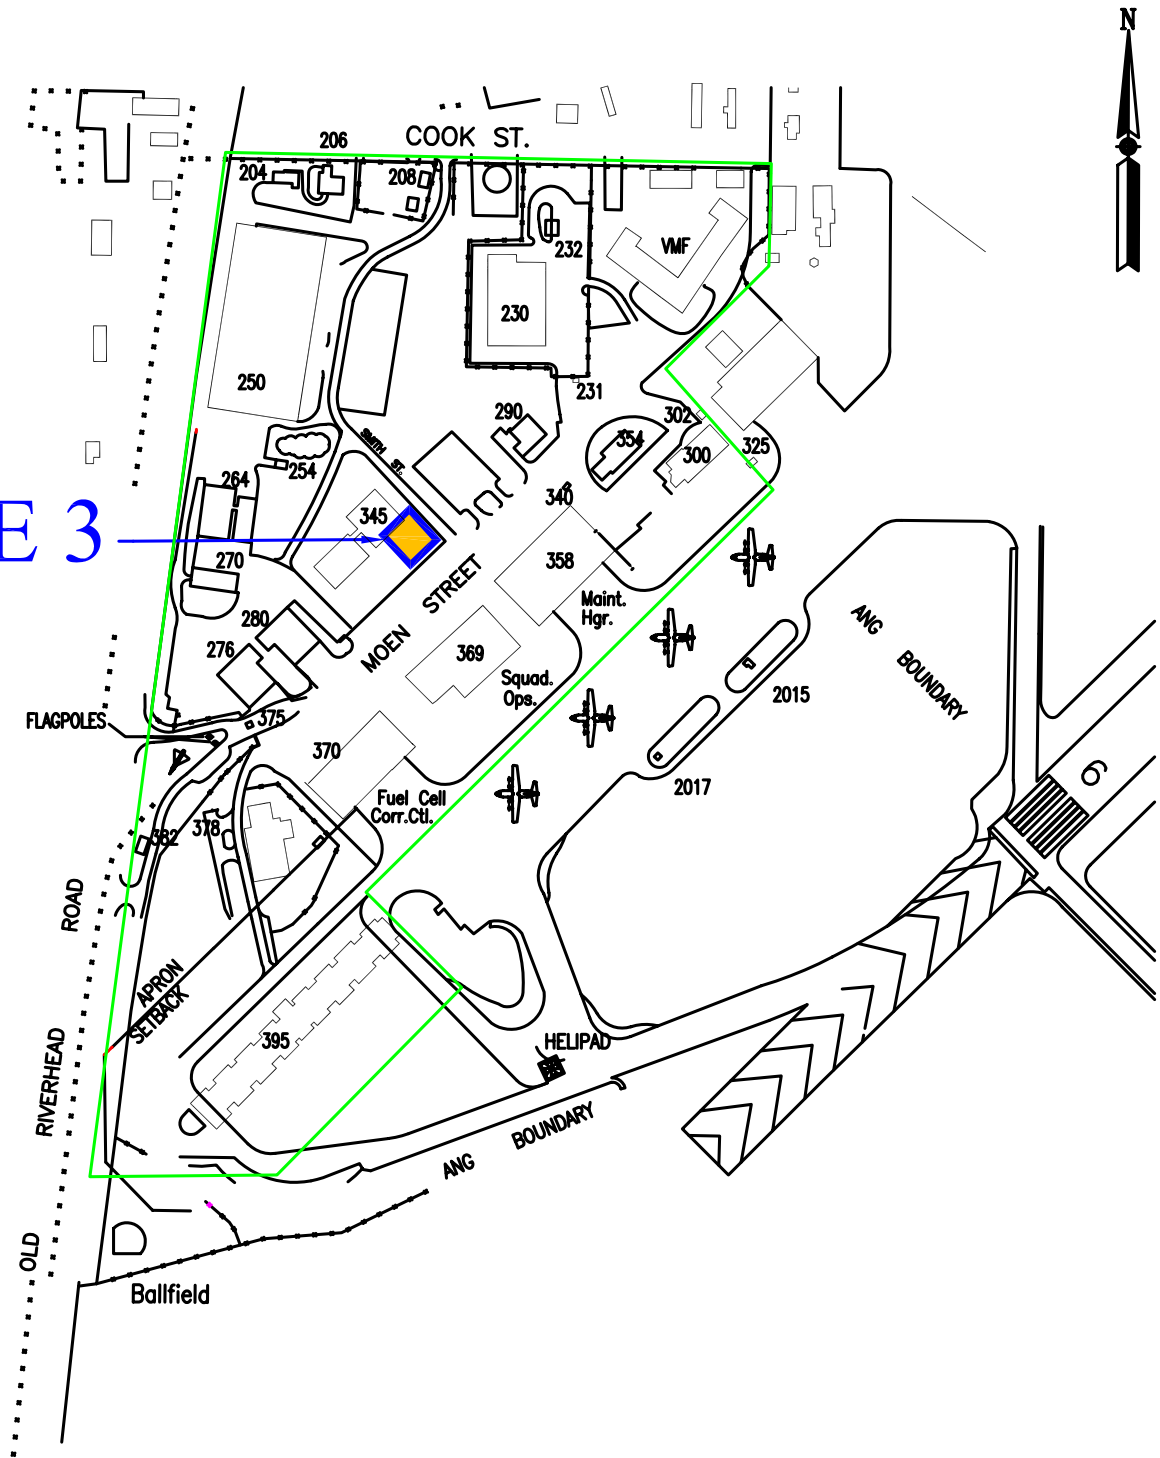 N
206
COOK ST.
204
208
232
VMF
230
250
231
290
302
354
325
300
SMITH ST.
254
264
340
345
E 3
358
270
MOEN STREET
Maint.
Hgr.
280
276
369
Squad.
Ops.
ANG BOUNDARY
2015
FLAGPOLES
375
370
2017
9
Fuel Cell
Corr.Ctl.
378
382
OLD RIVERHEAD ROAD
APRON
SETBACK
395
HELIPAD
ANG BOUNDARY
Ballfield